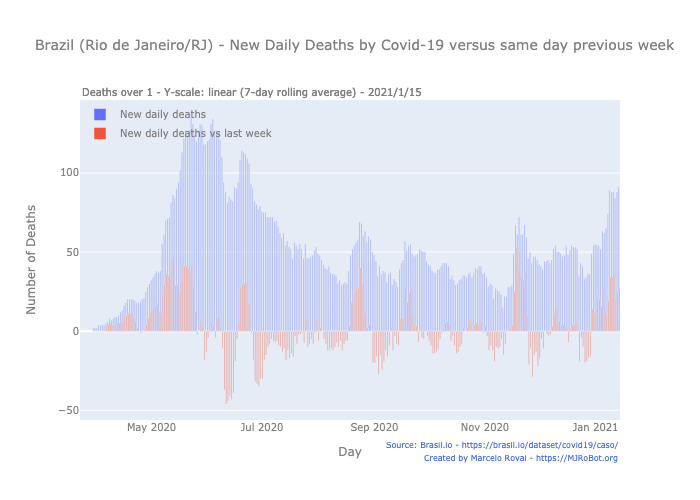 Brazil (Rio de Janeiro/RJ) - New Daily Deaths by Covid-19 versus same day previous week
Deaths over 1 - Y-scale: linear (7-day rolling average) - 2021/1/15
New daily deaths
New daily deaths vs last week
Number of Deaths
100
50
0
−50
May 2020 Jul 2020 Sep 2020 Nov 2020 Jan 2021
Day
Source: Brasil.io - https://brasil.io/dataset/covid19/caso/
Created by Marcelo Rovai - https://MJRoBot.org